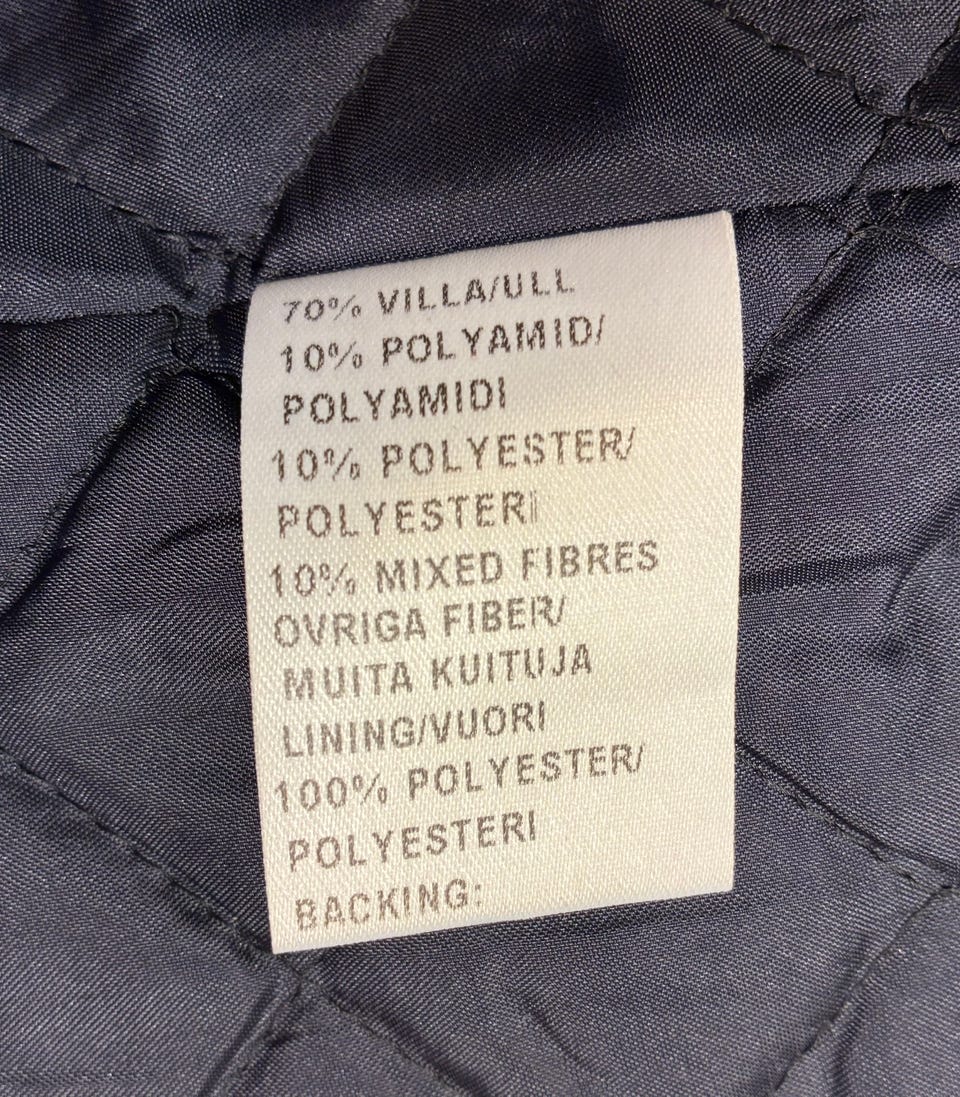 70% VILLA/ULL
10% POLYAMID/
POLYAMIDI
10% POLYESTER/
POLYESTERI
10% MIXED FIBRES
OVRIGA FIBER/
MUITA KUITUJA
LINING/VUORI
100% POLYESTER/
POLYESTERI
BACKING: